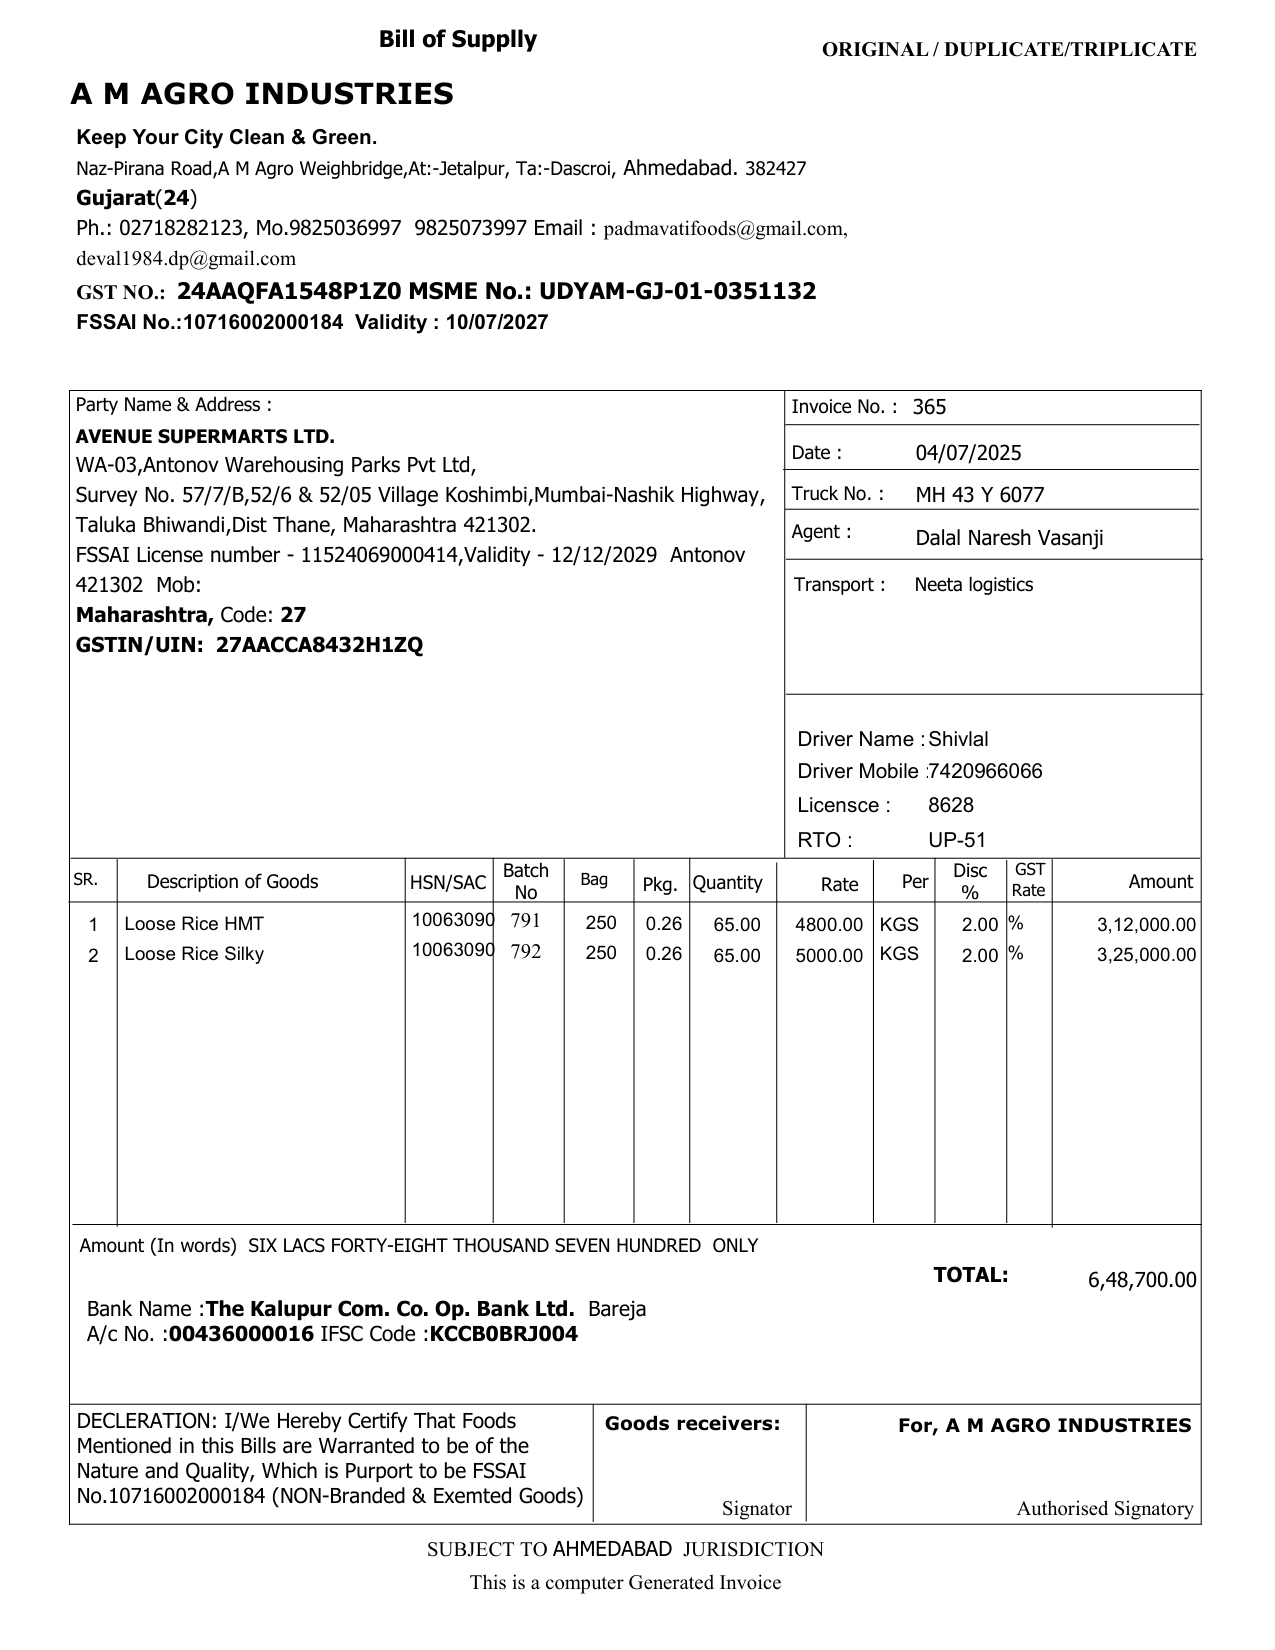 Bill of Supplly
ORIGINAL / DUPLICATE/TRIPLICATE
A M AGRO INDUSTRIES
Keep Your City Clean & Green.
Naz-Pirana Road,A M Agro Weighbridge,At:-Jetalpur, Ta:-Dascroi, Ahmedabad. 382427
Gujarat(24)
Ph.: 02718282123, Mo.9825036997 9825073997 Email : padmavatifoods@gmail.com,
deval1984.dp@gmail.com
GST NO.: 24AAQFA1548P1Z0 MSME No.: UDYAM-GJ-01-0351132
FSSAI No.:10716002000184 Validity : 10/07/2027
Party Name & Address :
AVENUE SUPERMARTS LTD.
WA-03,Antonov Warehousing Parks Pvt Ltd,
Survey No. 57/7/B,52/6 & 52/05 Village Koshimbi,Mumbai-Nashik Highway,
Taluka Bhiwandi,Dist Thane, Maharashtra 421302.
FSSAI License number - 11524069000414,Validity - 12/12/2029 Antonov
421302 Mob:
Maharashtra, Code: 27
GSTIN/UIN: 27AACCA8432H1ZQ
Invoice No. : 365
Date : 04/07/2025
Truck No. : MH 43 Y 6077
Agent : Dalal Naresh Vasanji
Transport : Neeta logistics
Driver Name : Shivlal
Driver Mobile :7420966066
Licensce : 8628
RTO : UP-51
SR. Description of Goods HSN/SAC Batch No Bag Pkg. Quantity Rate Per Disc % GST Rate Amount
1 Loose Rice HMT 10063090 791 250 0.26 65.00 4800.00 KGS 2.00 % 3,12,000.00
2 Loose Rice Silky 10063090 792 250 0.26 65.00 5000.00 KGS 2.00 % 3,25,000.00
Amount (In words) SIX LACS FORTY-EIGHT THOUSAND SEVEN HUNDRED ONLY
TOTAL: 6,48,700.00
Bank Name :The Kalupur Com. Co. Op. Bank Ltd. Bareja
A/c No. :00436000016 IFSC Code :KCCB0BRJ004
DECLERATION: I/We Hereby Certify That Foods
Mentioned in this Bills are Warranted to be of the
Nature and Quality, Which is Purport to be FSSAI
No.10716002000184 (NON-Branded & Exemted Goods)
Goods receivers:
Signator
For, A M AGRO INDUSTRIES
Authorised Signatory
SUBJECT TO AHMEDABAD JURISDICTION
This is a computer Generated Invoice